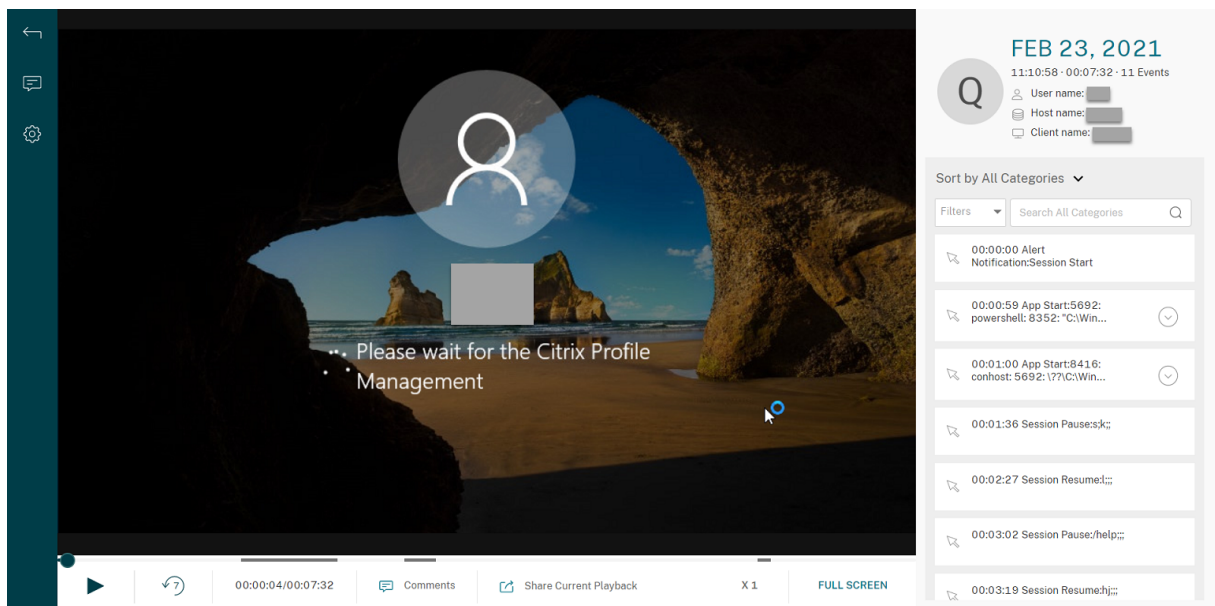 Please wait for the Citrix Profile
Management
7
00:00:04/00:07:32
Comments
Share Current Playback
X 1
FULL SCREEN
Q
FEB 23, 2021
11:10:58 · 00:07:32 · 11 Events
User name:
Host name:
Client name:
Sort by All Categories
Filters
Search All Categories
00:00:00 Alert
Notification:Session Start
00:00:59 App Start:5692:
powershell: 8352: "C:\Win...
00:01:00 App Start:8416:
conhost: 5692: \??\C:\Win...
00:01:36 Session Pause:s;k;;
00:02:27 Session Resume:l;;;
00:03:02 Session Pause:/help;;;
00:03:19 Session Resume:hj;;;